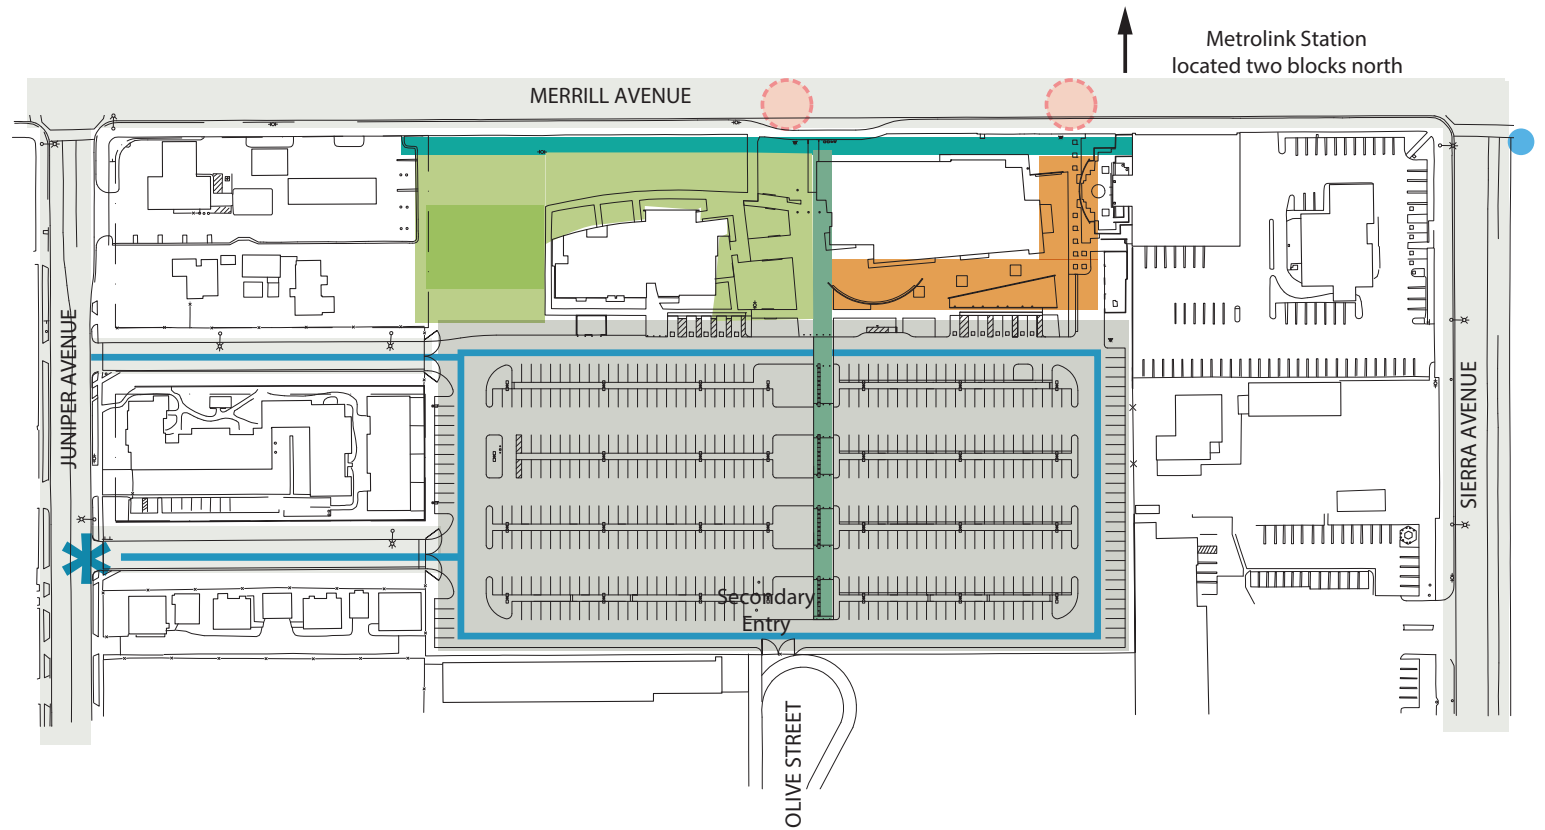 Metrolink Station
located two blocks north
MERRILL AVENUE
JUNIPER AVENUE
SIERRA AVENUE
Secondary
Entry
OLIVE STREET